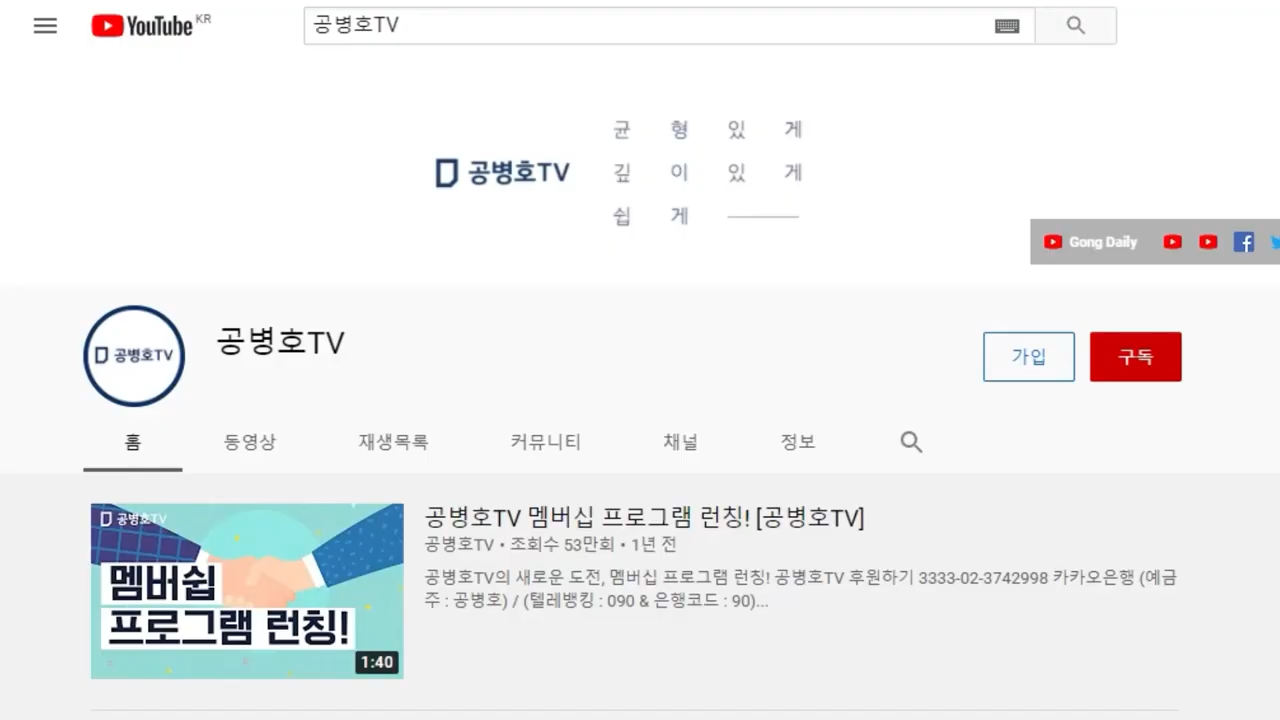 YouTube KR
공병호TV
균형있게
공병호TV 깊이있게
쉽게
Gong Daily
공병호TV
공병호TV
가입
구독
홈
동영상
재생목록
커뮤니티
채널
정보
공병호TV
멤버쉽
프로그램 런칭!
1:40
공병호TV 멤버십 프로그램 런칭! [공병호TV]
공병호TV • 조회수 53만회 • 1년 전
공병호TV의 새로운 도전, 멤버십 프로그램 런칭! 공병호TV 후원하기 3333-02-3742998 카카오은행 (예금
주 : 공병호) / (텔레뱅킹 : 090 & 은행코드 : 90)...